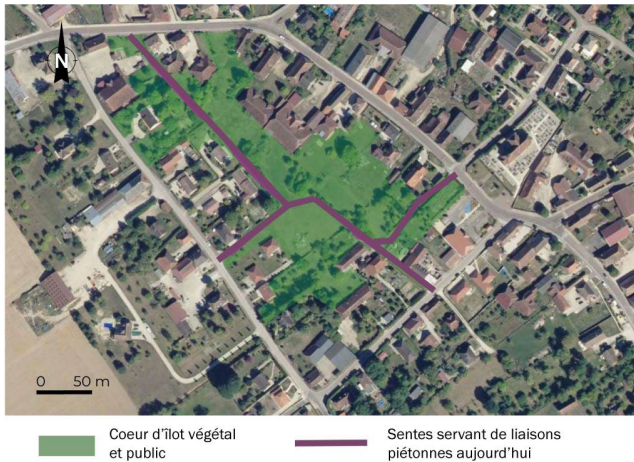 N
0 50 m
Coeur d'îlot végétal
et public
Sentes servant de liaisons
piétonnes aujourd'hui